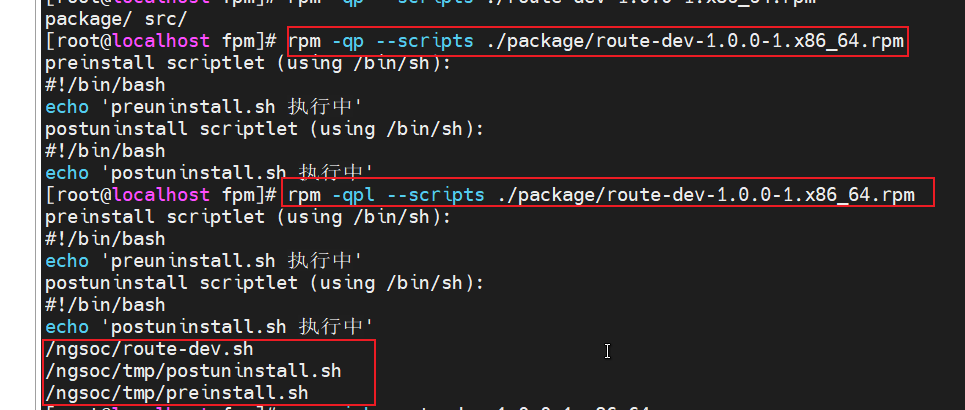 package/ src/
[root@localhost fpm]# rpm -qp --scripts ./package/route-dev-1.0.0-1.x86_64.rpm
preinstall scriptlet (using /bin/sh):
#!/bin/bash
echo 'preuninstall.sh 执行中'
postuninstall scriptlet (using /bin/sh):
#!/bin/bash
echo 'postuninstall.sh 执行中'
[root@localhost fpm]# rpm -qpl --scripts ./package/route-dev-1.0.0-1.x86_64.rpm
preinstall scriptlet (using /bin/sh):
#!/bin/bash
echo 'preuninstall.sh 执行中'
postuninstall scriptlet (using /bin/sh):
#!/bin/bash
echo 'postuninstall.sh 执行中'
/ngsoc/route-dev.sh
/ngsoc/tmp/postuninstall.sh
/ngsoc/tmp/preinstall.sh